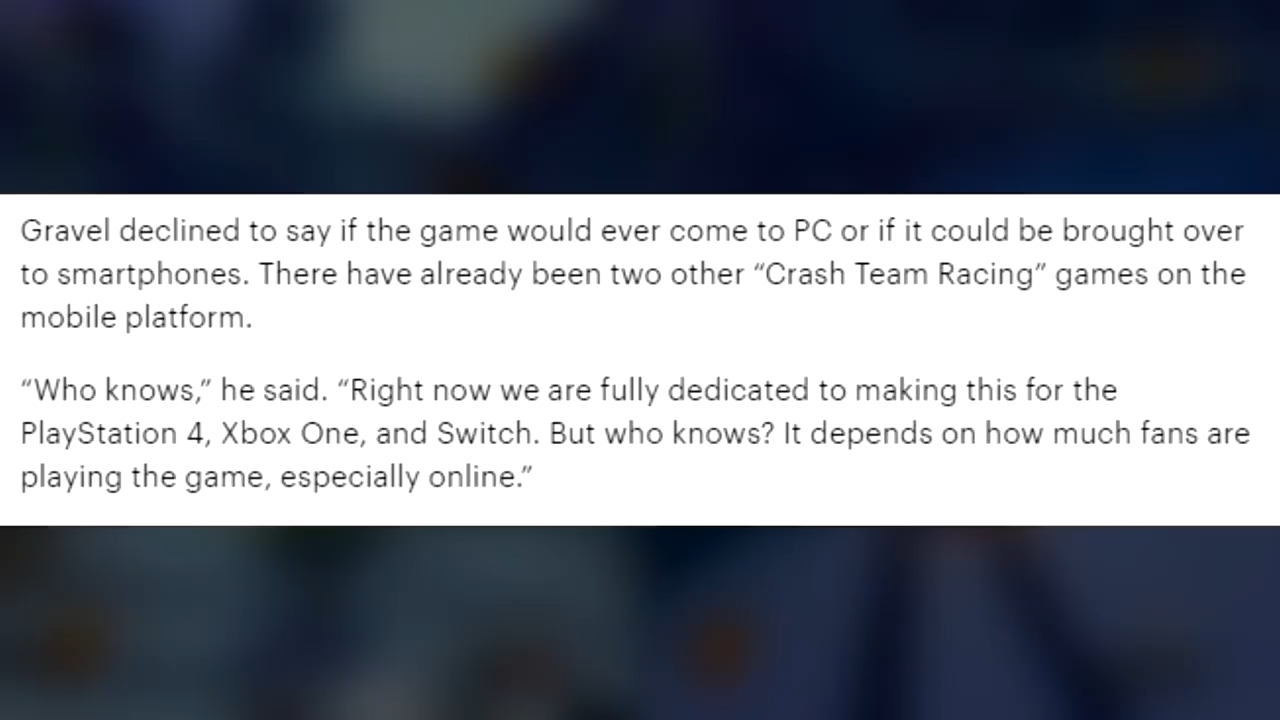 Gravel declined to say if the game would ever come to PC or if it could be brought over
to smartphones. There have already been two other “Crash Team Racing” games on the
mobile platform.
“Who knows,” he said. “Right now we are fully dedicated to making this for the
PlayStation 4, Xbox One, and Switch. But who knows? It depends on how much fans are
playing the game, especially online.”